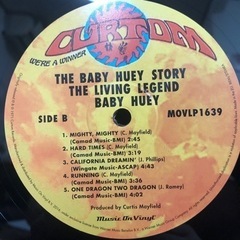 CURTOM
WE'RE A WINNER
THE BABY HUEY STORY
THE LIVING LEGEND
BABY HUEY
SIDE B
MOVLP1639
1. MIGHTY, MIGHTY (C. Mayfield)
(Camad Music-BMI) 2:45
2. HARD TIMES (C. Mayfield)
(Camad Music-BMI) 3:19
3. CALIFORNIA DREAMIN' (J. Phillips)
(Wingate Music-ASCAP) 4:43
4. RUNNING (C. Mayfield)
(Camad Music-BMI) 3:36
5. ONE DRAGON TWO DRAGON (J. Ramey)
(Camad Music-BMI) 4:02
Produced by Curtis Mayfield
Music On Vinyl